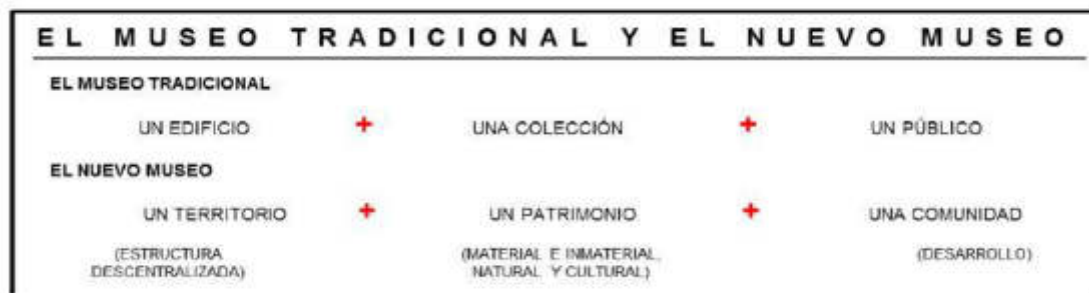 EL MUSEO TRADICIONAL Y EL NUEVO MUSEO
EL MUSEO TRADICIONAL
UN EDIFICIO + UNA COLECCIÓN + UN PÚBLICO
EL NUEVO MUSEO
UN TERRITORIO + UN PATRIMONIO + UNA COMUNIDAD
(ESTRUCTURA DESCENTRALIZADA) (MATERIAL E INMATERIAL, NATURAL Y CULTURAL) (DESARROLLO)